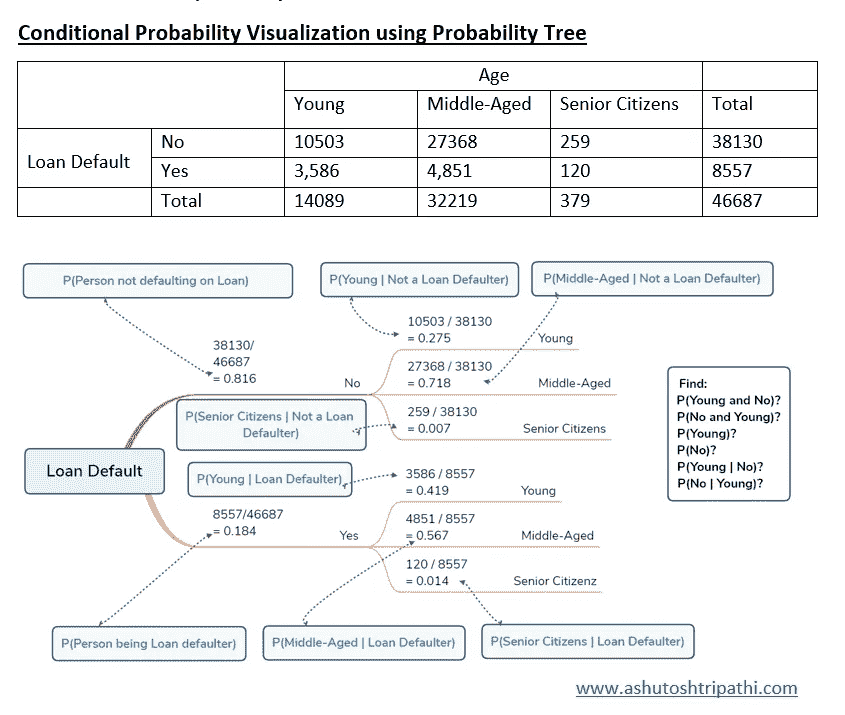 Conditional Probability Visualization using Probability Tree
Age
Young Middle-Aged Senior Citizens Total
Loan Default
No 10503 27368 259 38130
Yes 3,586 4,851 120 8557
Total 14089 32219 379 46687
P(Person not defaulting on Loan)
P(Young | Not a Loan Defaulter)
P(Middle-Aged | Not a Loan Defaulter)
38130/
46687
= 0.816
No
10503 / 38130
= 0.275
Young
27368 / 38130
= 0.718
Middle-Aged
259 / 38130
= 0.007
Senior Citizens
P(Senior Citizens | Not a Loan
Defaulter)
Loan Default
P(Young | Loan Defaulter)
8557/46687
= 0.184
Yes
3586 / 8557
= 0.419
Young
4851 / 8557
= 0.567
Middle-Aged
120 / 8557
= 0.014
Senior Citizenz
Find:
P(Young and No)?
P(No and Young)?
P(Young)?
P(No)?
P(Young | No)?
P(No | Young)?
P(Person being Loan defaulter)
P(Middle-Aged | Loan Defaulter)
P(Senior Citizens | Loan Defaulter)
www.ashutoshtripathi.com